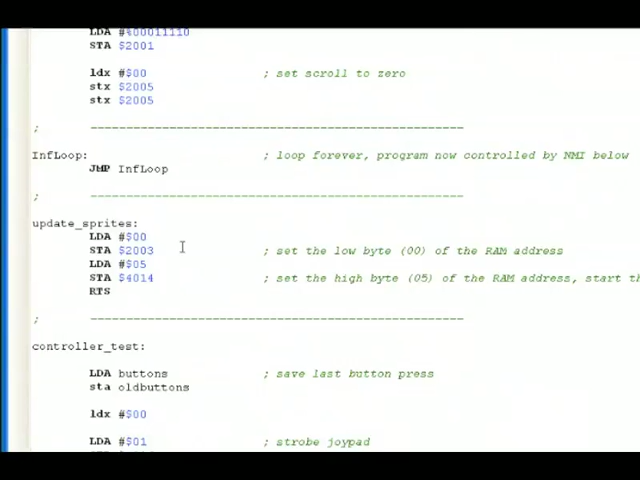 LDA #%00011110
STA $2001
ldx #$00 ; set scroll to zero
stx $2005
stx $2005
; ----------------------------------------------------
InfLoop: ; loop forever, program now controlled by NMI below
JMP InfLoop
; ----------------------------------------------------
update_sprites:
LDA #$00
STA $2003 ; set the low byte (00) of the RAM address
LDA #$05
STA $4014 ; set the high byte (05) of the RAM address, start th
RTS
; ----------------------------------------------------
controller_test:
LDA buttons ; save last button press
sta oldbuttons
ldx #$00
LDA #$01 ; strobe joypad